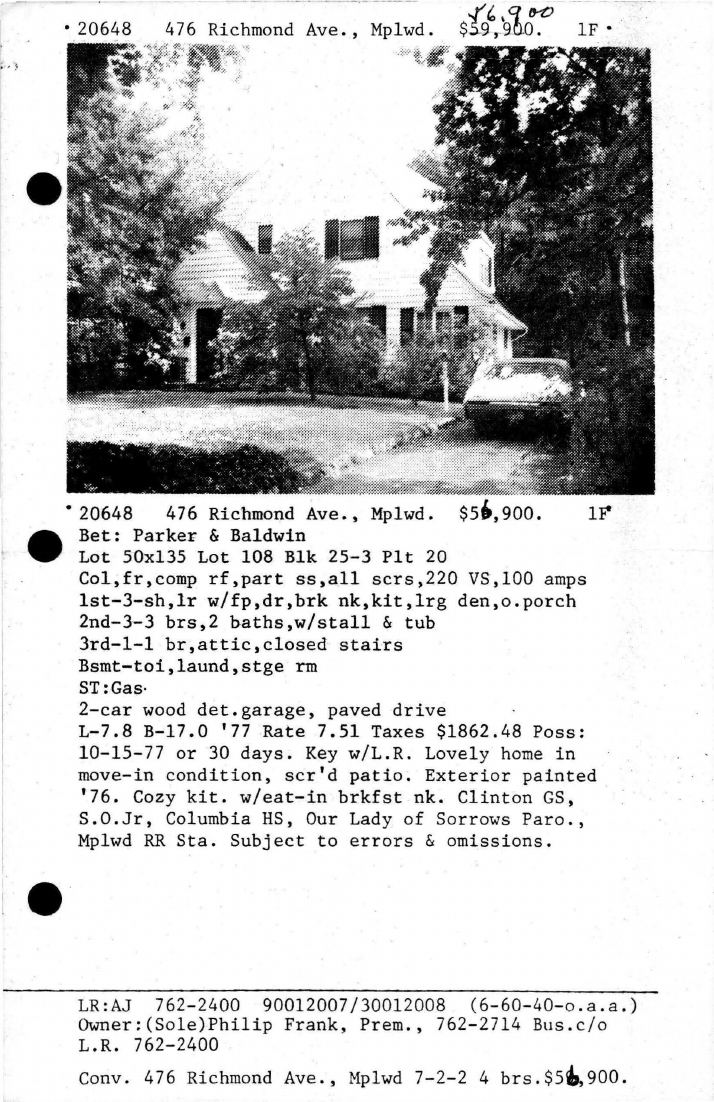 56,900
20648 476 Richmond Ave., Mplwd. $59,900. 1F
20648 476 Richmond Ave., Mplwd. $56,900. 1F
Bet: Parker & Baldwin
Lot 50x135 Lot 108 Blk 25-3 Plt 20
Col,fr,comp rf,part ss,all scrs,220 VS,100 amps
1st-3-sh,lr w/fp,dr,brk nk,kit,lrg den,o.porch
2nd-3-3 brs,2 baths,w/stall & tub
3rd-1-1 br,attic,closed stairs
Bsmt-toi,laund,stge rm
ST:Gas
2-car wood det.garage, paved drive
L-7.8 B-17.0 '77 Rate 7.51 Taxes $1862.48 Poss:
10-15-77 or 30 days. Key w/L.R. Lovely home in
move-in condition, scr'd patio. Exterior painted
'76. Cozy kit. w/eat-in brkfst nk. Clinton GS,
S.O.Jr, Columbia HS, Our Lady of Sorrows Paro.,
Mplwd RR Sta. Subject to errors & omissions.
LR:AJ 762-2400 90012007/30012008 (6-60-40-o.a.a.)
Owner:(Sole)Philip Frank, Prem., 762-2714 Bus.c/o
L.R. 762-2400
Conv. 476 Richmond Ave., Mplwd 7-2-2 4 brs.$56,900.